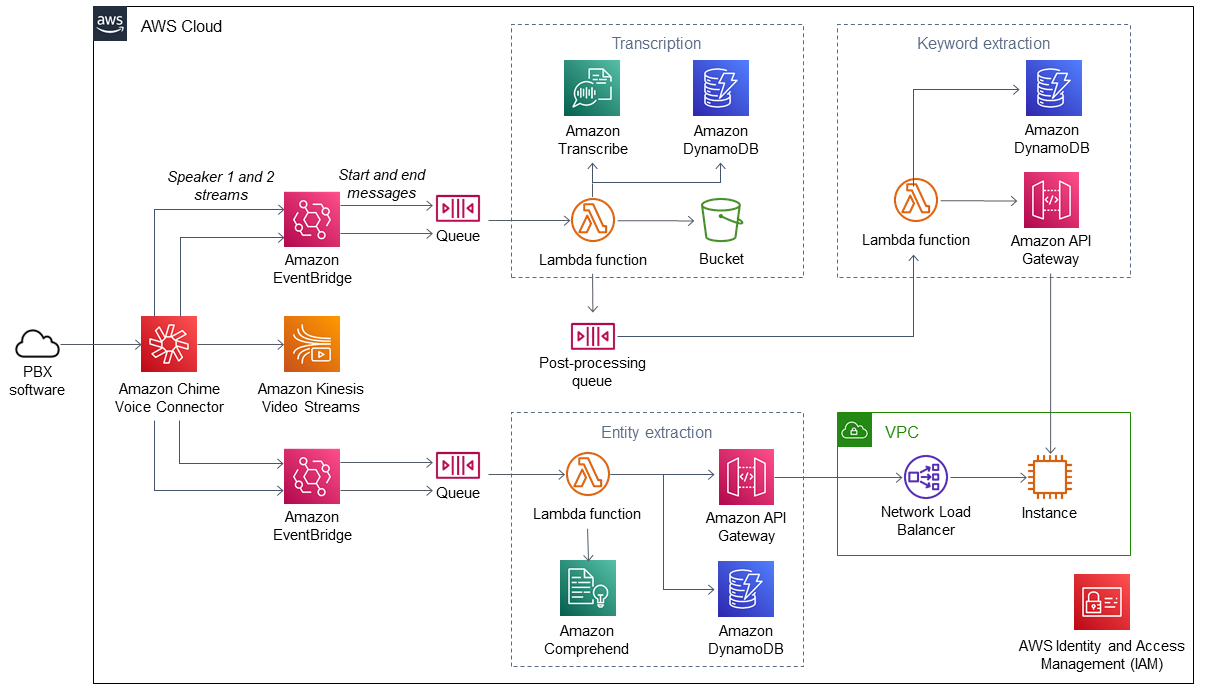 aws
AWS Cloud
Transcription
Amazon
Transcribe
Amazon
DynamoDB
Lambda function
Bucket
Keyword extraction
Amazon
DynamoDB
Lambda function
Amazon API
Gateway
Speaker 1 and 2
streams
Start and end
messages
Amazon
EventBridge
Queue
PBX
software
Amazon Chime
Voice Connector
Amazon Kinesis
Video Streams
Post-processing
queue
Amazon
EventBridge
Queue
Entity extraction
Lambda function
Amazon API
Gateway
Amazon
Comprehend
Amazon
DynamoDB
VPC
Network Load
Balancer
Instance
AWS Identity and Access
Management (IAM)